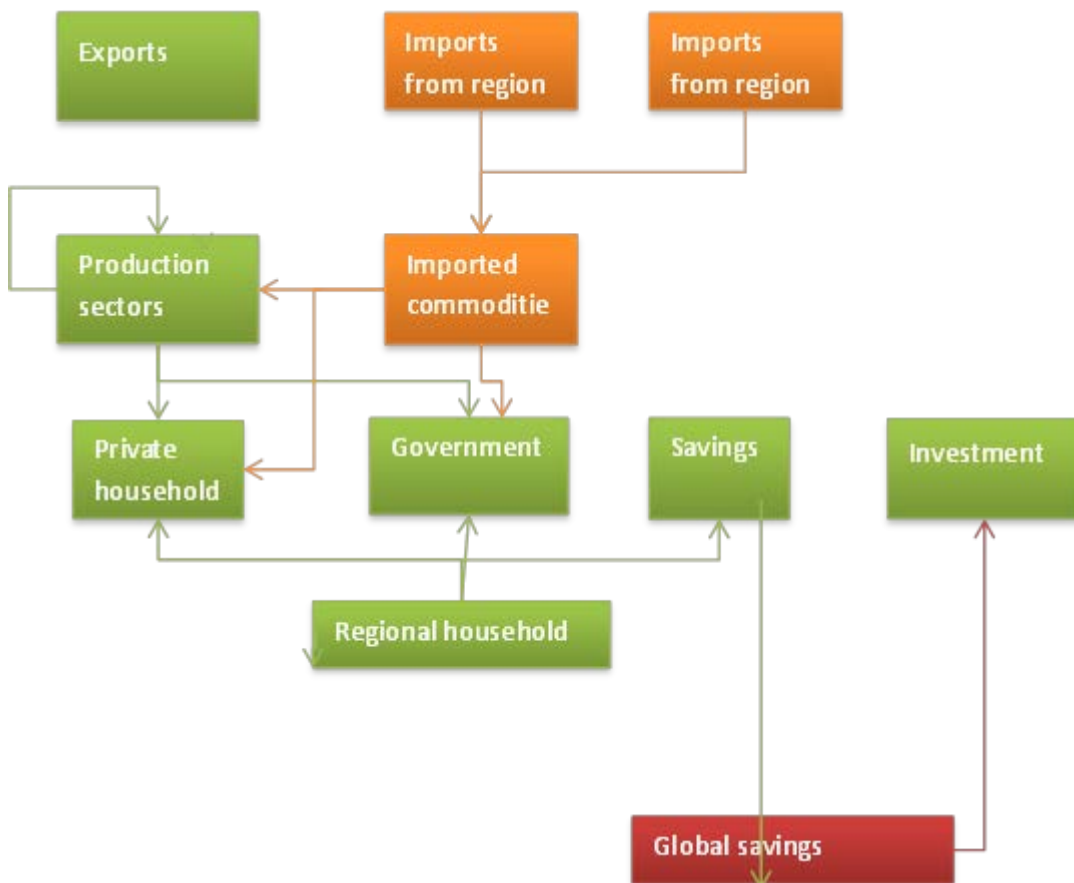 Exports
Imports
from region
Imports
from region
Production
sectors
Imported
commoditie
Private
household
Government
Savings
Investment
Regional household
Global savings